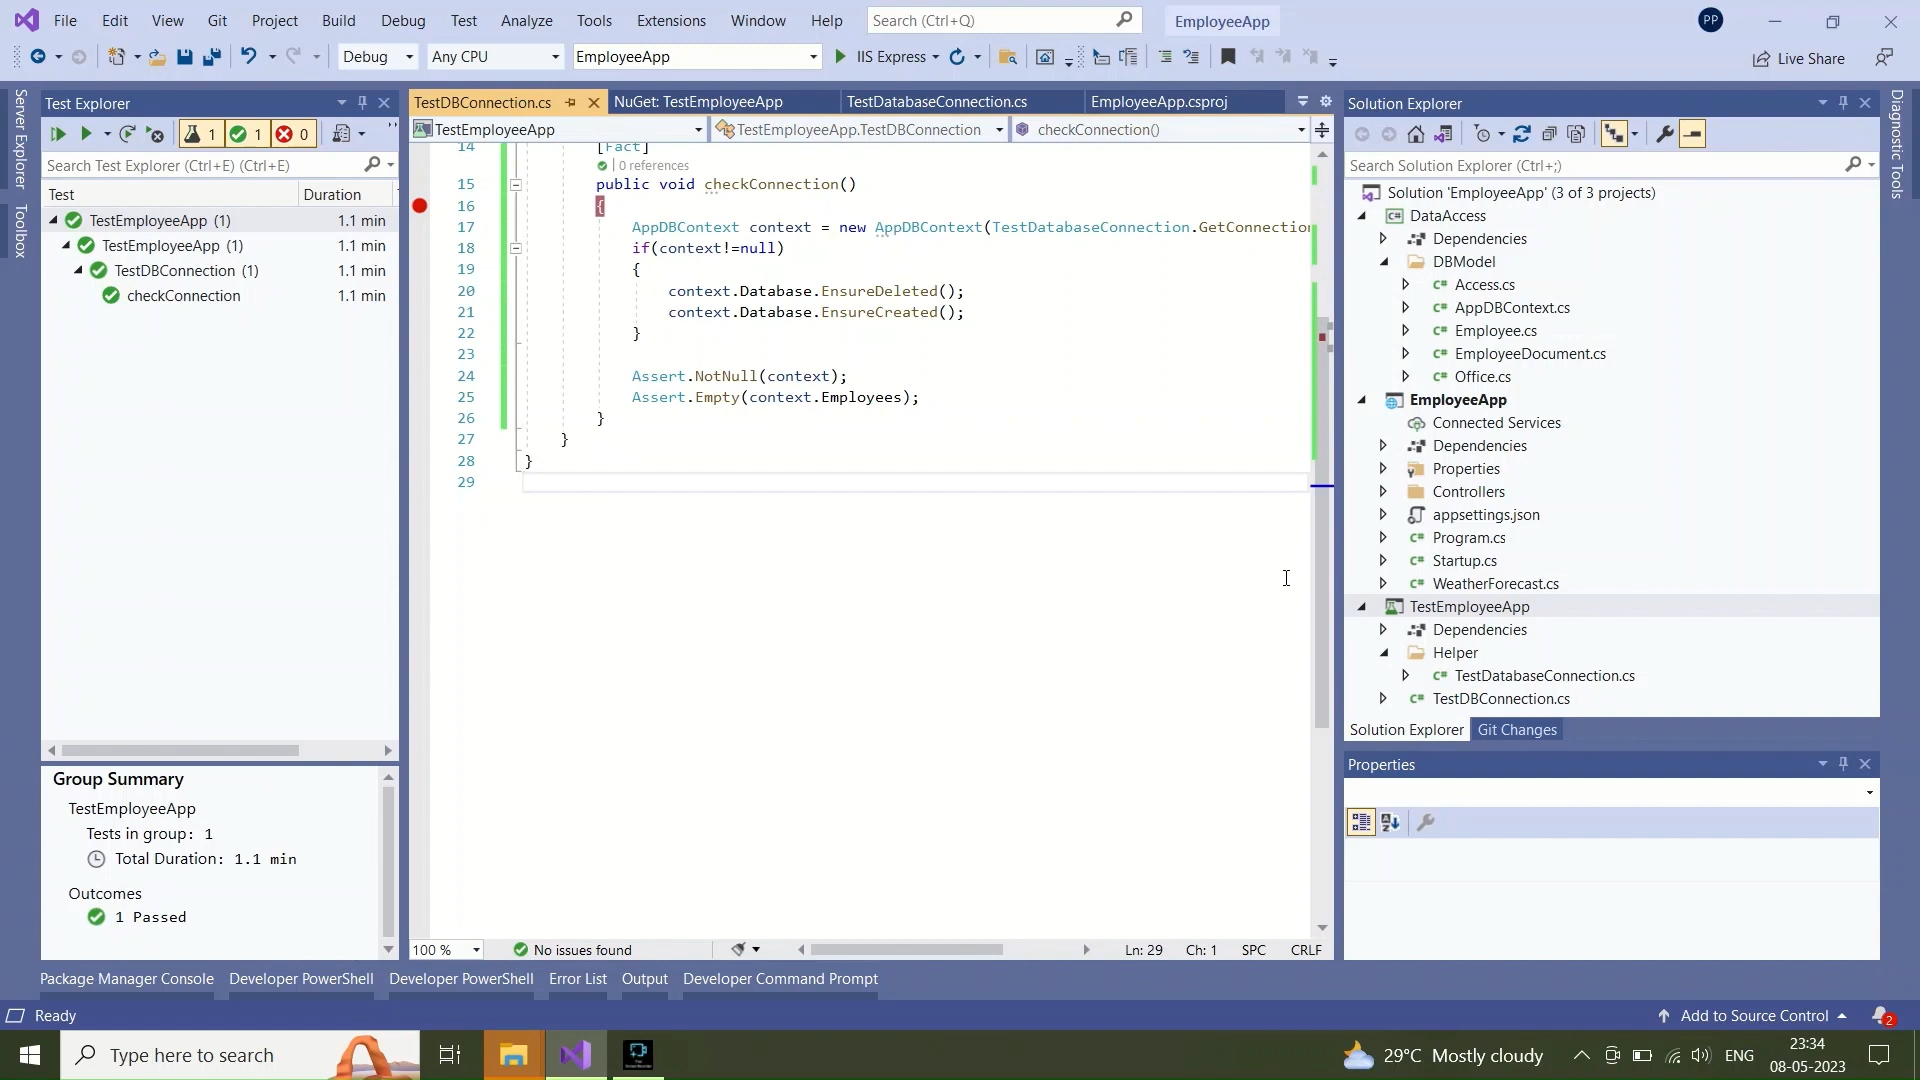 File Edit View Git Project Build Debug Test Analyze Tools Extensions Window Help Search (Ctrl+Q) EmployeeApp PP
Debug Any CPU EmployeeApp IIS Express Live Share
Server Explorer
Toolbox
Test Explorer
1 1 0
Search Test Explorer (Ctrl+E) (Ctrl+E)
Test Duration
TestEmployeeApp (1) 1.1 min
TestEmployeeApp (1) 1.1 min
TestDBConnection (1) 1.1 min
checkConnection 1.1 min
Group Summary
TestEmployeeApp
Tests in group: 1
Total Duration: 1.1 min
Outcomes
1 Passed
TestDBConnection.cs NuGet: TestEmployeeApp TestDatabaseConnection.cs EmployeeApp.csproj
TestEmployeeApp TestEmployeeApp.TestDBConnection checkConnection()
14 [Fact]
0 references
15 public void checkConnection()
16 {
17 AppDBContext context = new AppDBContext(TestDatabaseConnection.GetConnection
18 if(context!=null)
19 {
20 context.Database.EnsureDeleted();
21 context.Database.EnsureCreated();
22 }
23
24 Assert.NotNull(context);
25 Assert.Empty(context.Employees);
26 }
27 }
28 }
29
100 % No issues found Ln: 29 Ch: 1 SPC CRLF
Solution Explorer
Search Solution Explorer (Ctrl+;)
Solution 'EmployeeApp' (3 of 3 projects)
DataAccess
Dependencies
DBModel
C# Access.cs
C# AppDBContext.cs
C# Employee.cs
C# EmployeeDocument.cs
C# Office.cs
EmployeeApp
Connected Services
Dependencies
Properties
Controllers
appsettings.json
C# Program.cs
C# Startup.cs
C# WeatherForecast.cs
TestEmployeeApp
Dependencies
Helper
C# TestDatabaseConnection.cs
C# TestDBConnection.cs
Solution Explorer Git Changes
Properties
Diagnostic Tools
Package Manager Console Developer PowerShell Developer PowerShell Error List Output Developer Command Prompt
Ready Add to Source Control 2
Type here to search 29°C Mostly cloudy ENG 23:34
08-05-2023